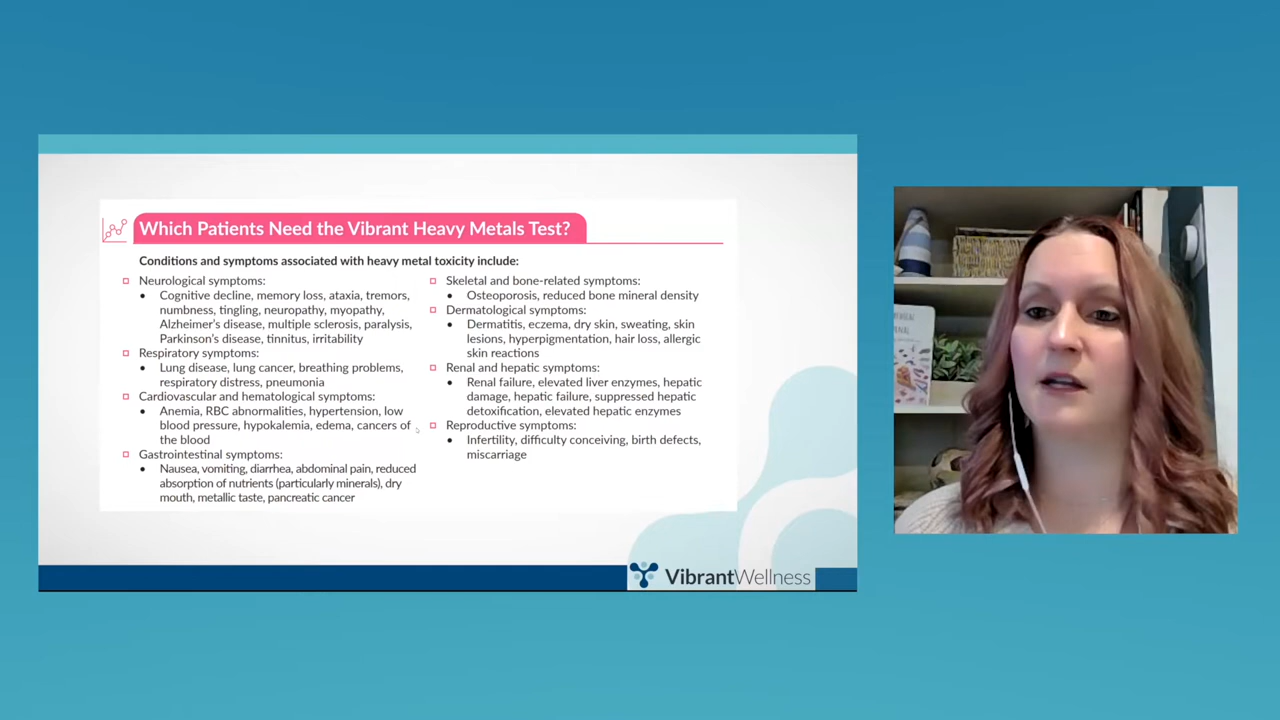 Which Patients Need the Vibrant Heavy Metals Test?
Conditions and symptoms associated with heavy metal toxicity include:
Neurological symptoms:
Cognitive decline, memory loss, ataxia, tremors,
numbness, tingling, neuropathy, myopathy,
Alzheimer's disease, multiple sclerosis, paralysis,
Parkinson's disease, tinnitus, irritability
Respiratory symptoms:
Lung disease, lung cancer, breathing problems,
respiratory distress, pneumonia
Cardiovascular and hematological symptoms:
Anemia, RBC abnormalities, hypertension, low
blood pressure, hypokalemia, edema, cancers of
the blood
Gastrointestinal symptoms:
Nausea, vomiting, diarrhea, abdominal pain, reduced
absorption of nutrients (particularly minerals), dry
mouth, metallic taste, pancreatic cancer
Skeletal and bone-related symptoms:
Osteoporosis, reduced bone mineral density
Dermatological symptoms:
Dermatitis, eczema, dry skin, sweating, skin
lesions, hyperpigmentation, hair loss, allergic
skin reactions
Renal and hepatic symptoms:
Renal failure, elevated liver enzymes, hepatic
damage, hepatic failure, suppressed hepatic
detoxification, elevated hepatic enzymes
Reproductive symptoms:
Infertility, difficulty conceiving, birth defects,
miscarriage
VibrantWellness